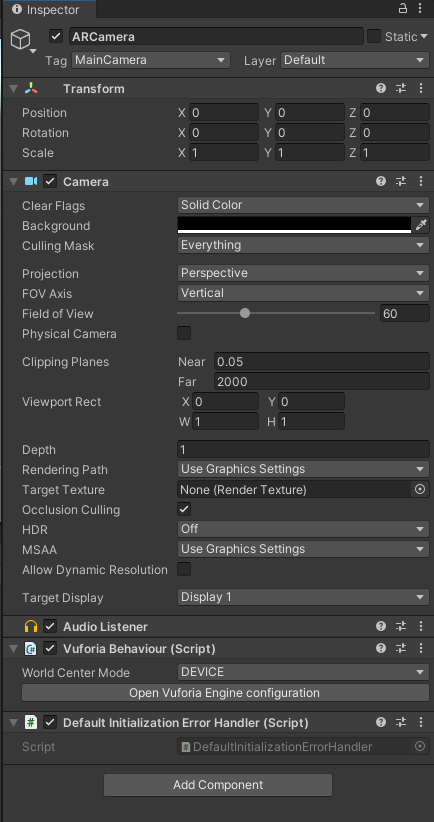 Inspector
ARCamera Static
Tag MainCamera Layer Default
Transform
Position X 0 Y 0 Z 0
Rotation X 0 Y 0 Z 0
Scale X 1 Y 1 Z 1
Camera
Clear Flags Solid Color
Background
Culling Mask Everything
Projection Perspective
FOV Axis Vertical
Field of View 60
Physical Camera
Clipping Planes Near 0.05
Far 2000
Viewport Rect X 0 Y 0
W 1 H 1
Depth 1
Rendering Path Use Graphics Settings
Target Texture None (Render Texture)
Occlusion Culling
HDR Off
MSAA Use Graphics Settings
Allow Dynamic Resolution
Target Display Display 1
Audio Listener
Vuforia Behaviour (Script)
World Center Mode DEVICE
Open Vuforia Engine configuration
# Default Initialization Error Handler (Script)
Script # DefaultInitializationErrorHandler
Add Component